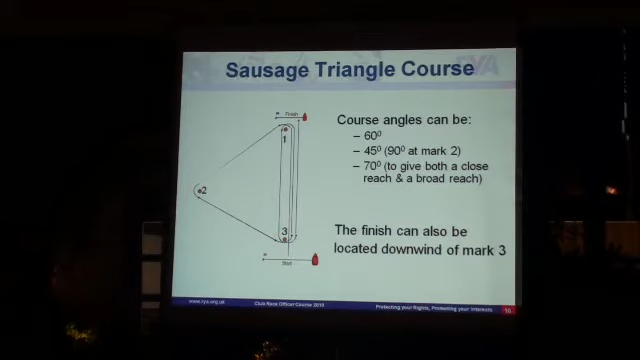 Sausage Triangle Course
Finish
1
2
3
Start
Course angles can be:
– 60⁰
– 45⁰ (90⁰ at mark 2)
– 70⁰ (to give both a close
reach & a broad reach)
The finish can also be
located downwind of mark 3
www.rya.org.uk
Club Race Officer Course 2010
Protecting your Rights, Promoting your Interests
10